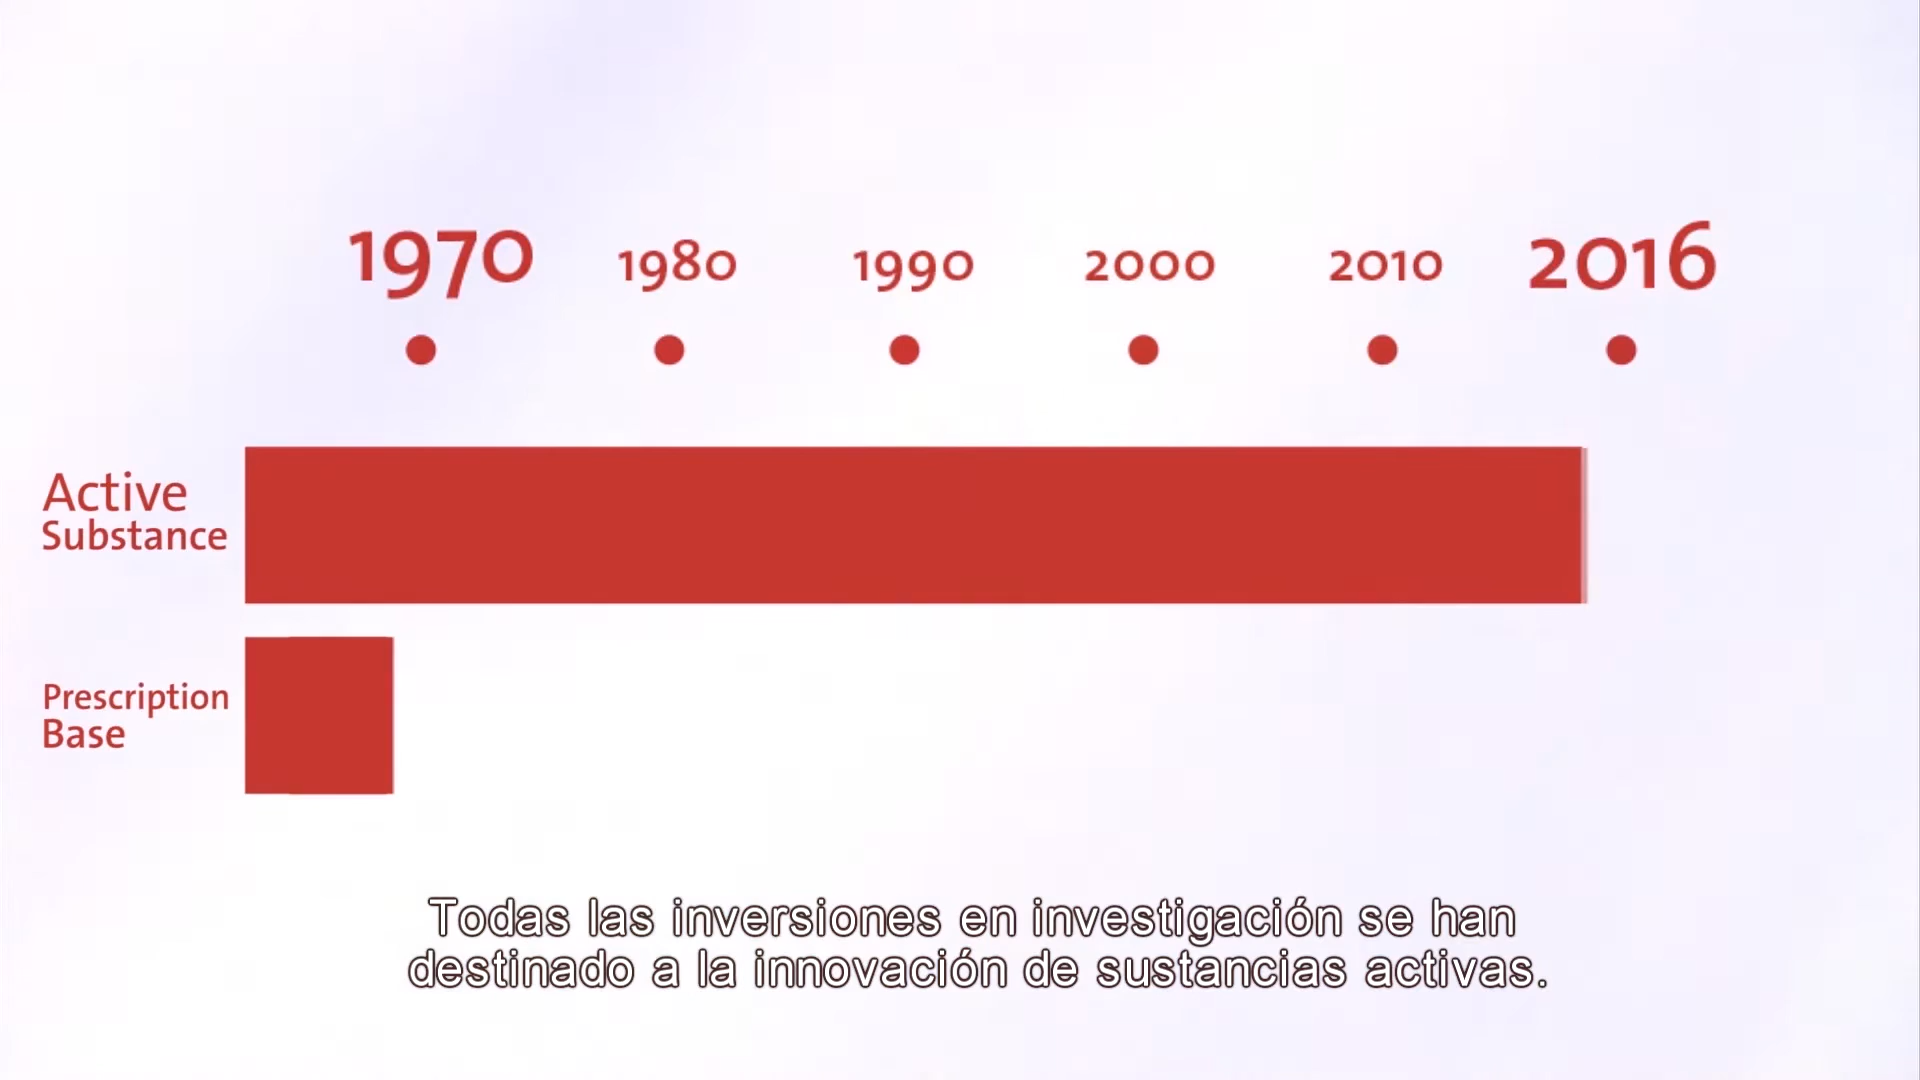 1970 1980 1990 2000 2010 2016
Active
Substance
Prescription
Base
Todas las inversiones en investigación se han
destinado a la innovación de sustancias activas.